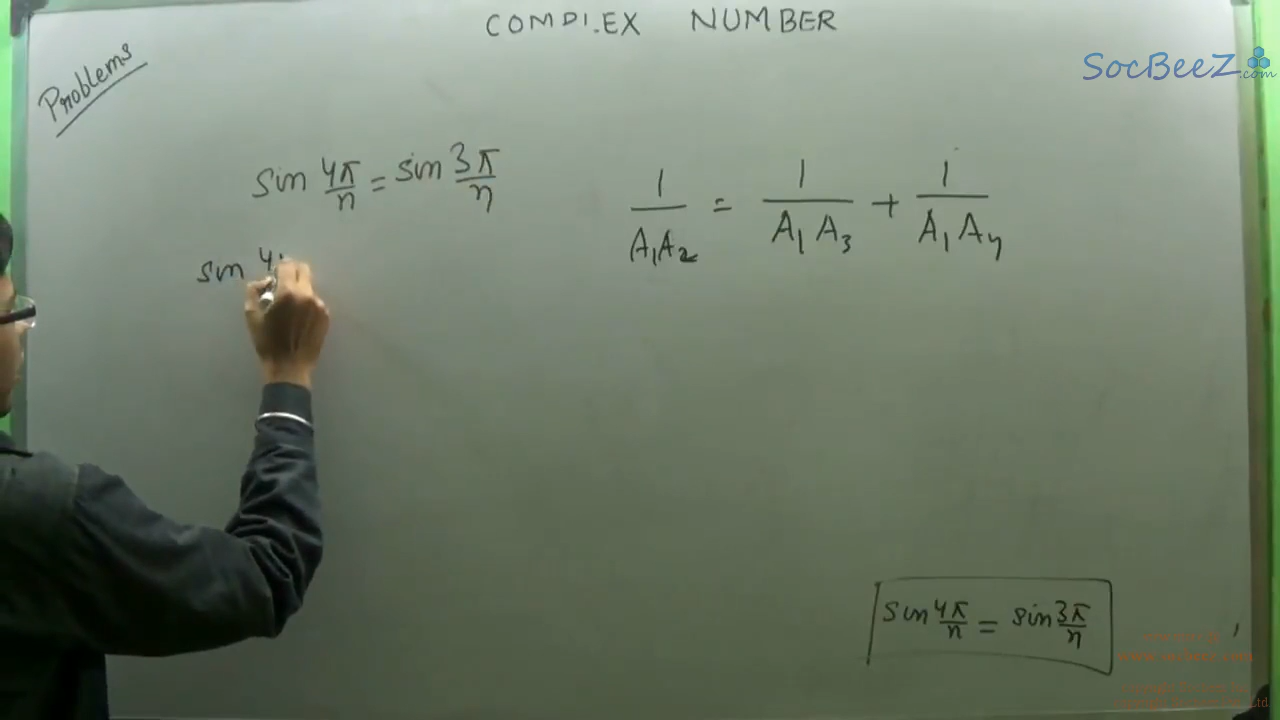 COMPLEX NUMBER
SocBeeZ.com
Problems
sin 4π/n = sin 3π/n
1/A₁A₂ = 1/A₁A₃ + 1/A₁A₄
sin 4
sin 4π/n = sin 3π/n